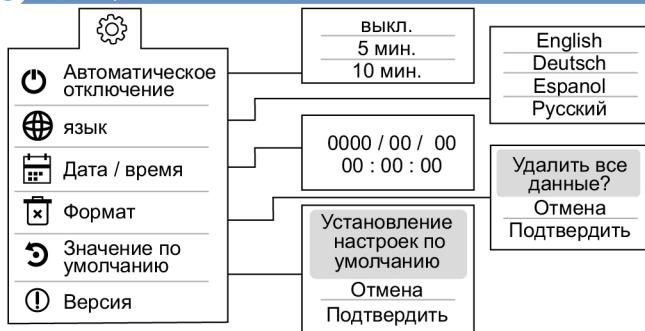 Автоматическое
отключение
язык
Дата / время
Формат
Значение по
умолчанию
Версия
выкл.
5 мин.
10 мин.
English
Deutsch
Espanol
Русский
0000 / 00 / 00
00 : 00 : 00
Удалить все
данные?
Отмена
Подтвердить
Установление
настроек по
умолчанию
Отмена
Подтвердить